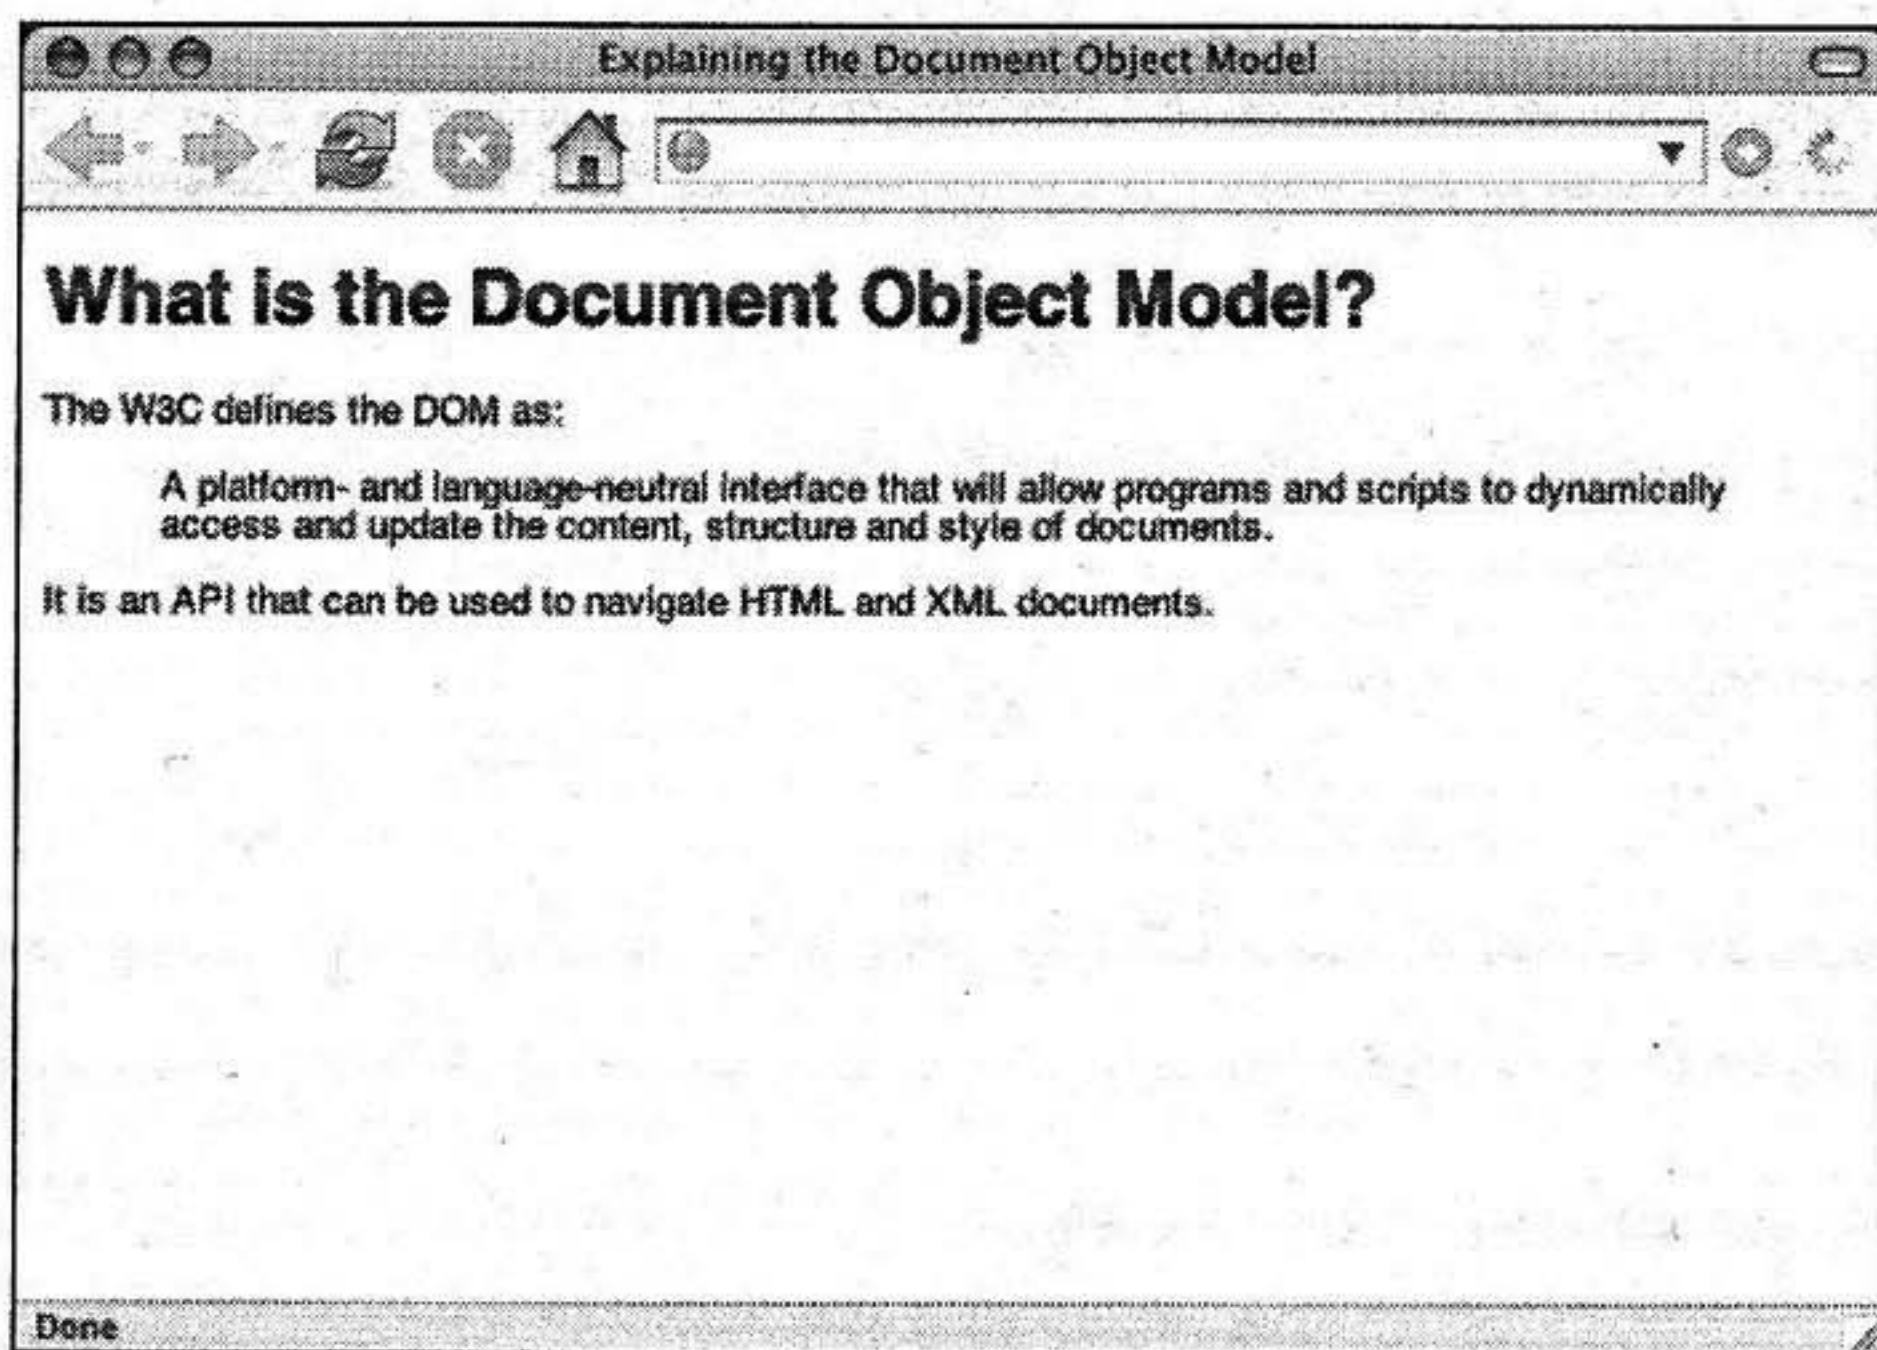 Explaining the Document Object Model
What is the Document Object Model?
The W3C defines the DOM as:
A platform- and language-neutral interface that will allow programs and scripts to dynamically
access and update the content, structure and style of documents.
It is an API that can be used to navigate HTML and XML documents.
Done